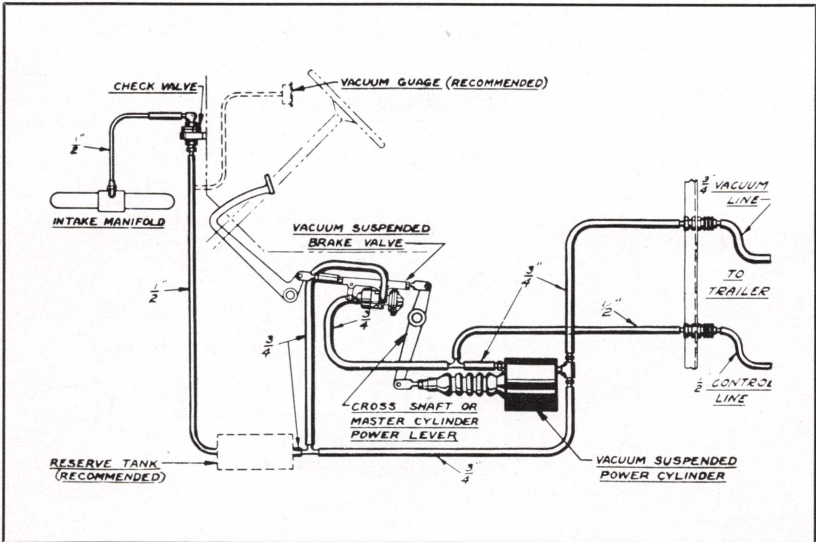 CHECK VALVE
VACUUM GUAGE (RECOMMENDED)
1/2"
INTAKE MANIFOLD
VACUUM SUSPENDED
BRAKE VALVE
3/4"
VACUUM
LINE
TO
TRAILER
1/2"
3/4"
1/2"
3/4
3/4"
1/2"
CONTROL
LINE
CROSS SHAFT OR
MASTER CYLINDER
POWER LEVER
RESERVE TANK
(RECOMMENDED)
3/4"
VACUUM SUSPENDED
POWER CYLINDER